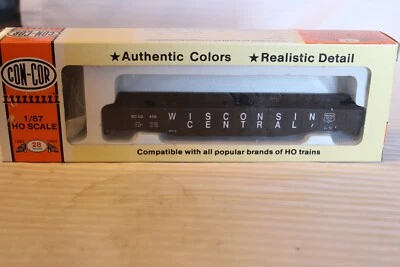 ★Authentic Colors ★Realistic Detail
CON-COR
1/87
HO SCALE
28
WISCONSIN
CENTRAL
Compatible with all popular brands of HO trains